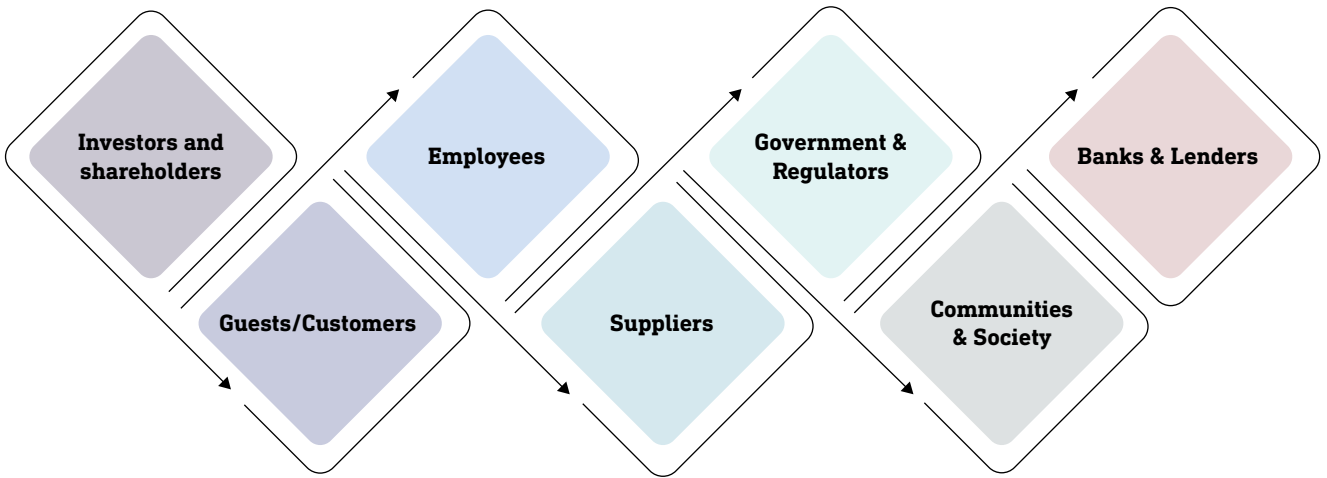 Investors and
shareholders
Guests/Customers
Employees
Suppliers
Government &
Regulators
Communities
& Society
Banks & Lenders